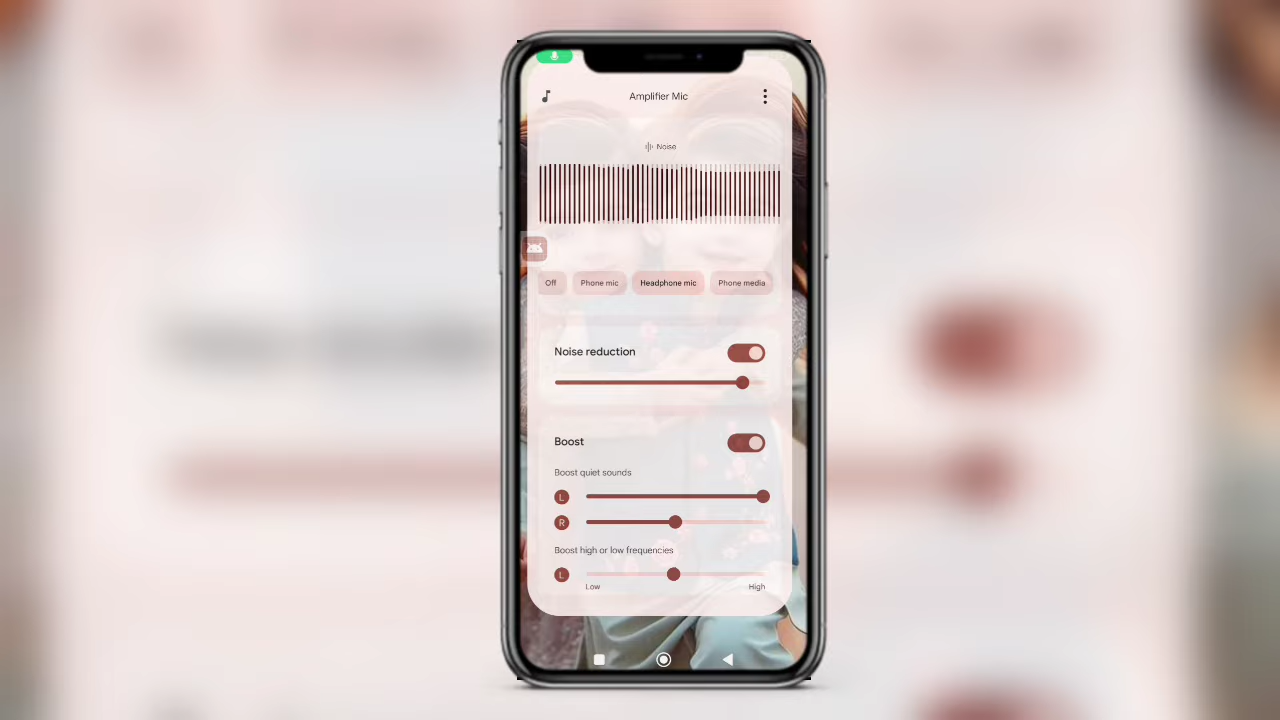 Amplifier Mic
Noise
Off Phone mic Headphone mic Phone media
Noise reduction
Boost
Boost quiet sounds
L
R
Boost high or low frequencies
L
Low High